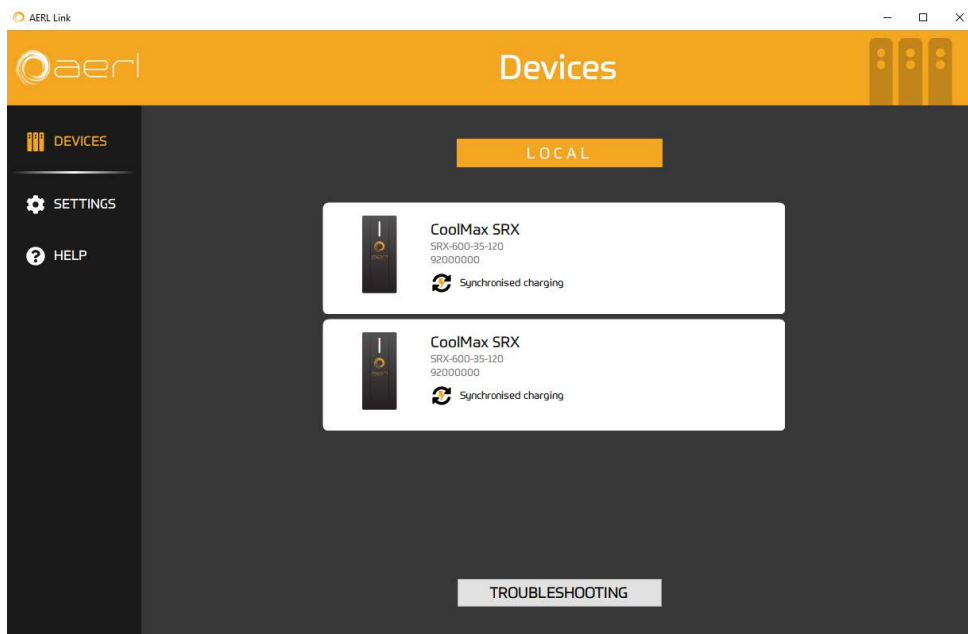 AERL Link
aerl
Devices
DEVICES
SETTINGS
HELP
LOCAL
CoolMax SRX
SRX-600-35-120
92000000
Synchronised charging
CoolMax SRX
SRX-600-35-120
92000000
Synchronised charging
TROUBLESHOOTING